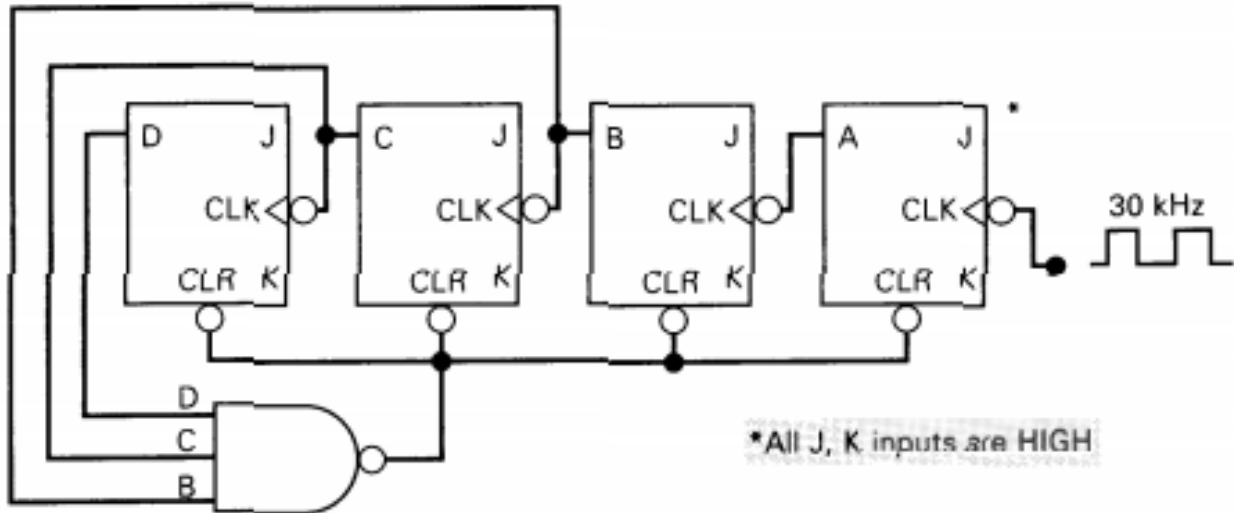 D J C J B J A J *
CLK CLK CLK CLK 30 kHz
CLR K CLR K CLR K CLR K
D
C
B
*All J, K inputs are HIGH